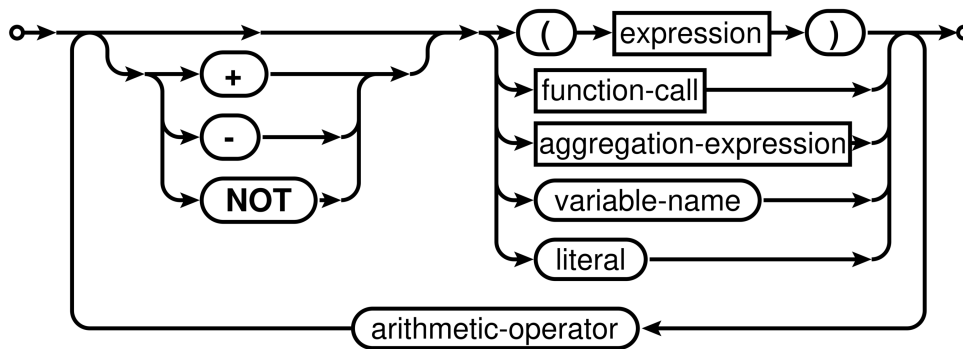 ( expression )
+ function-call
- aggregation-expression
NOT variable-name
literal
arithmetic-operator